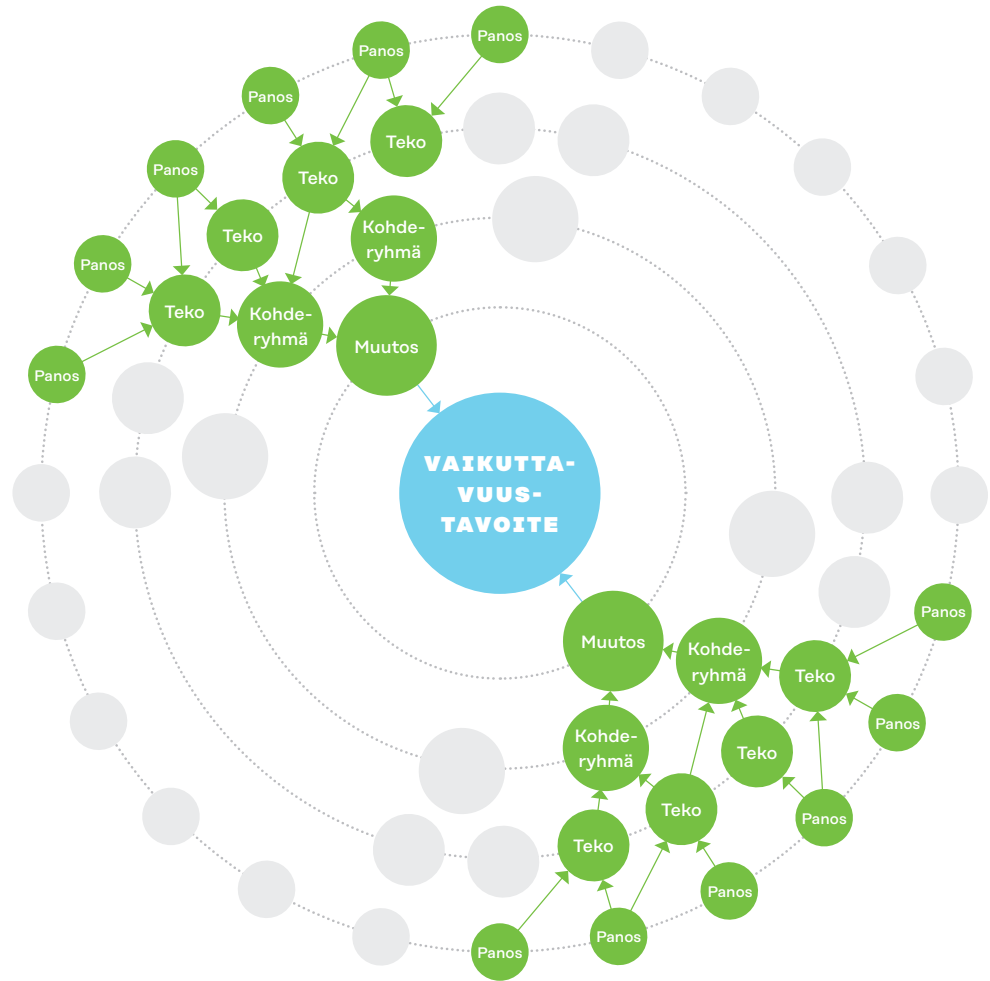 Panos
Panos
Panos
Panos
Panos
Panos
Teko
Teko
Teko
Teko
Kohde-
ryhmä
Kohde-
ryhmä
Muutos
VAIKUTTA-
VUUS-
TAVOITE
Muutos
Kohde-
ryhmä
Kohde-
ryhmä
Teko
Teko
Teko
Teko
Panos
Panos
Panos
Panos
Panos
Panos